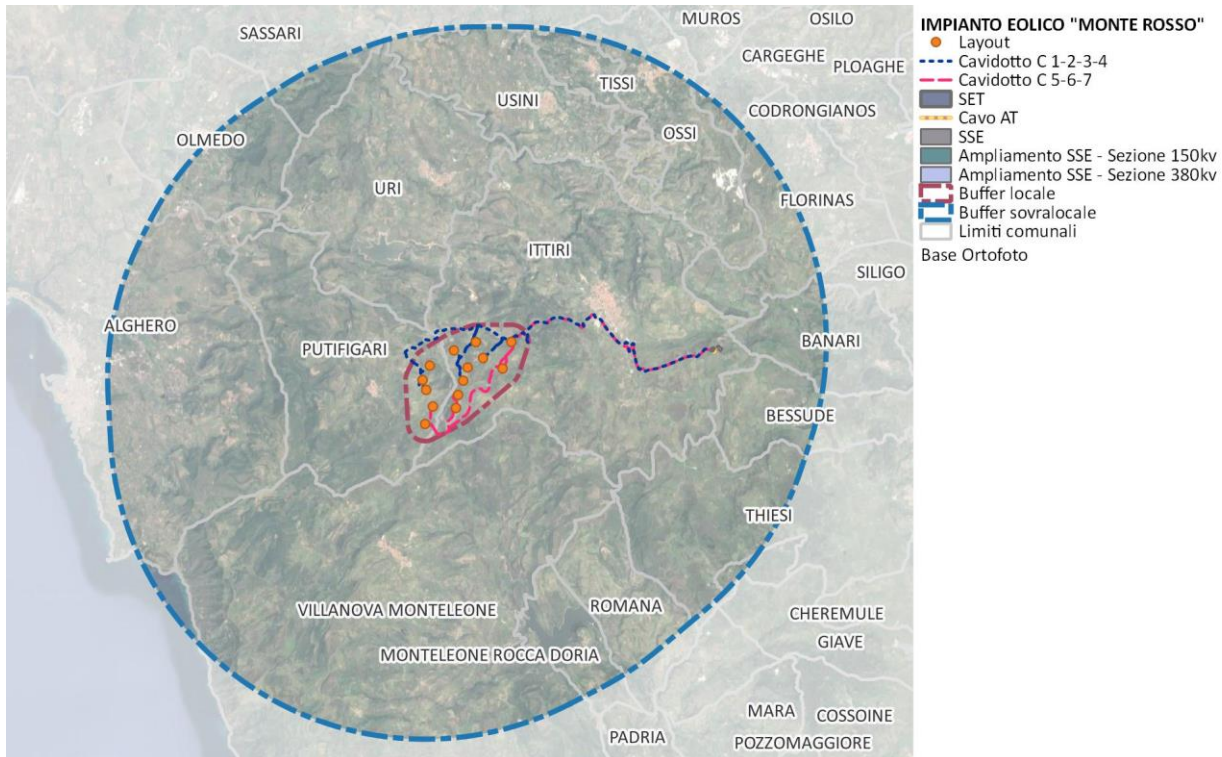 MUROS
OSILO
SASSARI
CARGEGHE
PLOAGHE
TISSI
USINI
CODRONGIANOS
OSSI
OLMEDO
URI
FLORINAS
ITTIRI
SILIGO
ALGHERO
PUTIFIGARI
BANARI
BESSUDE
THIESI
VILLANOVA MONTELEONE
ROMANA
CHEREMULE
GIAVE
MONTELEONE ROCCA DORIA
MARA
COSSOINE
PADRIA
POZZOMAGGIORE
IMPIANTO EOLICO "MONTE ROSSO"
Layout
Cavidotto C 1-2-3-4
Cavidotto C 5-6-7
SET
Cavo AT
SSE
Ampliamento SSE - Sezione 150kv
Ampliamento SSE - Sezione 380kv
Buffer locale
Buffer sovralocale
Limiti comunali
Base Ortofoto